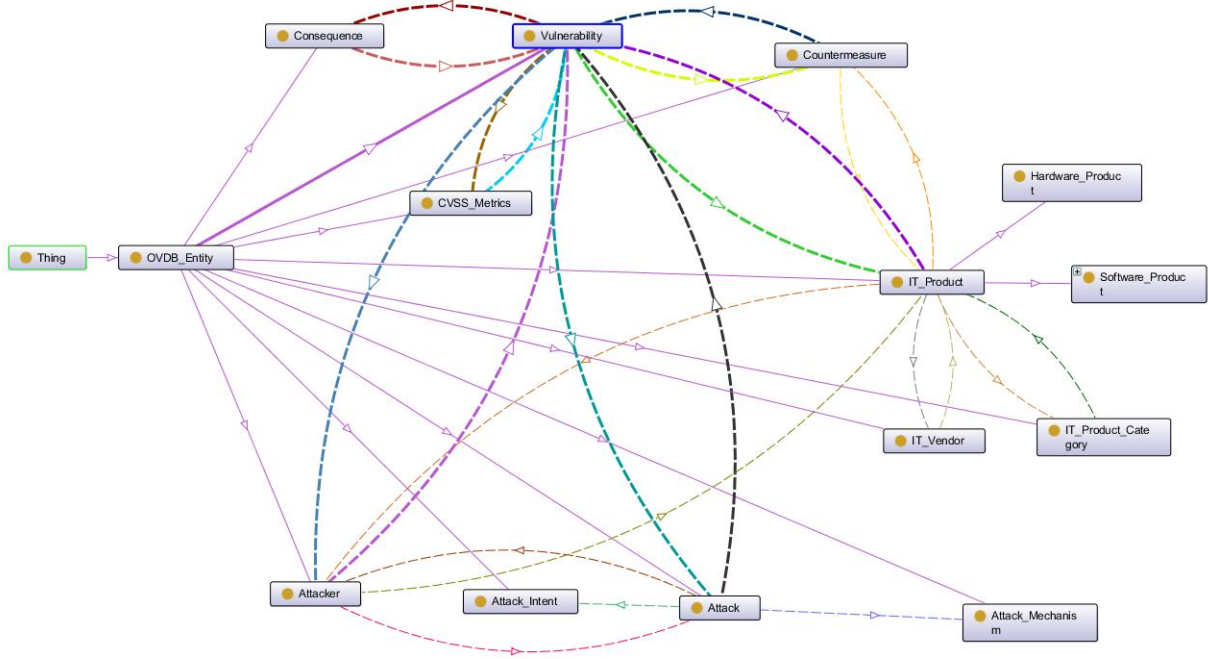 Consequence
Vulnerability
Countermeasure
Hardware_Produc
t
CVSS_Metrics
Thing
OVDB_Entity
IT_Product
Software_Produc
t
IT_Vendor
IT_Product_Cate
gory
Attacker
Attack_Intent
Attack
Attack_Mechanis
m